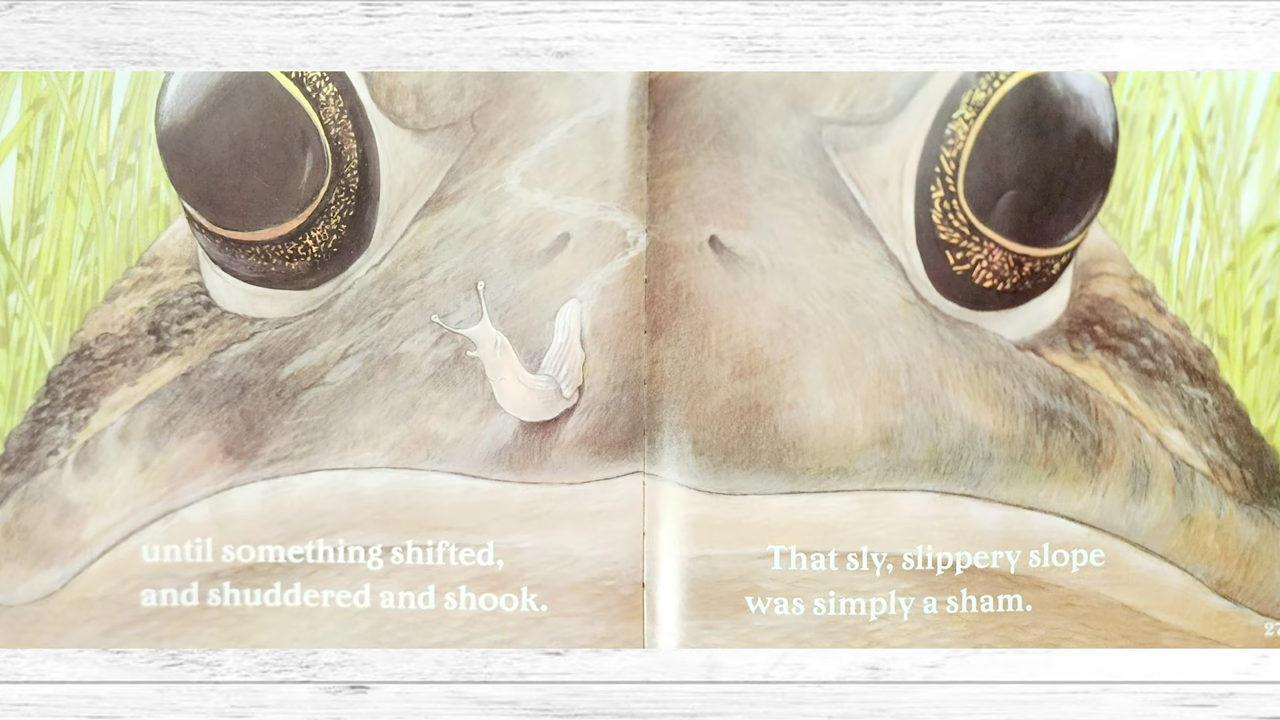 until something shifted,
and shuddered and shook.
That sly, slippery slope
was simply a sham.
27